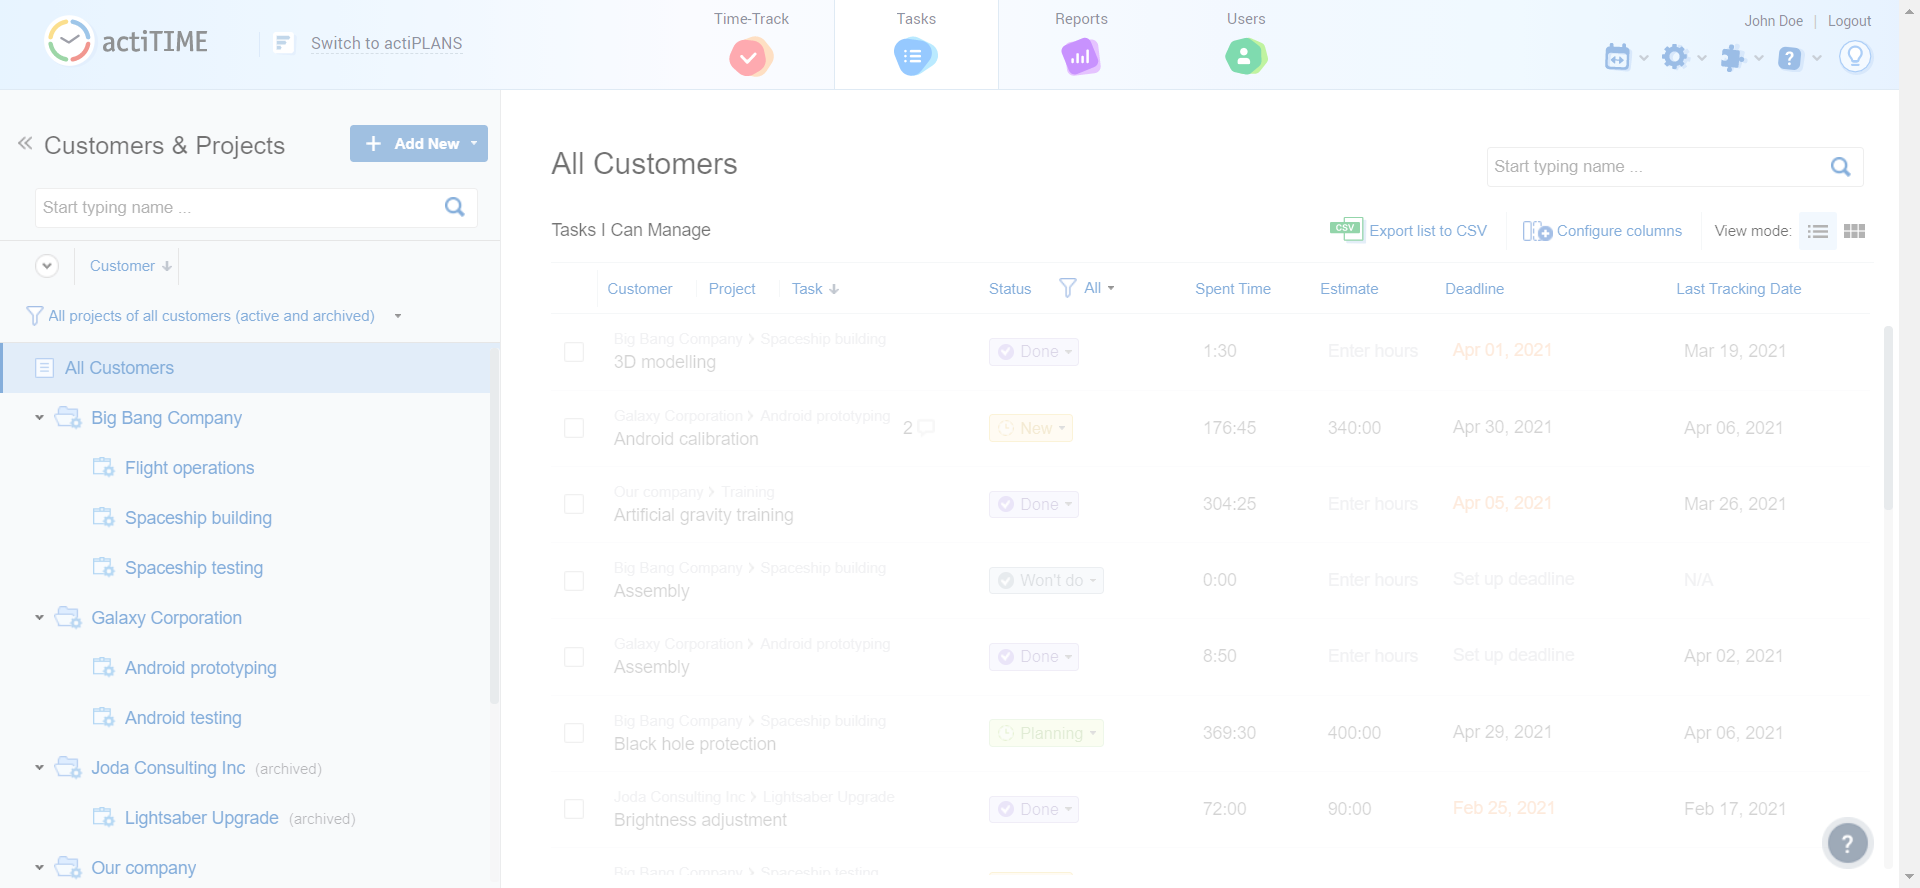 Time-Track
Tasks
Reports
Users
John Doe | Logout
actiTIME
Switch to actiPLANS
Customers & Projects
Add New
Start typing name ...
Customer
All projects of all customers (active and archived)
All Customers
Big Bang Company
Flight operations
Spaceship building
Spaceship testing
Galaxy Corporation
Android prototyping
Android testing
Joda Consulting Inc (archived)
Lightsaber Upgrade (archived)
Our company
All Customers
Start typing name ...
Tasks I Can Manage
CSV Export list to CSV
Configure columns
View mode:
Customer Project Task Status All Spent Time Estimate Deadline Last Tracking Date
Big Bang Company > Spaceship building
3D modelling Done 1:30 Enter hours Apr 01, 2021 Mar 19, 2021
Galaxy Corporation > Android prototyping
Android calibration 2 New 176:45 340:00 Apr 30, 2021 Apr 06, 2021
Our company > Training
Artificial gravity training Done 304:25 Enter hours Apr 05, 2021 Mar 26, 2021
Big Bang Company > Spaceship building
Assembly Won't do 0:00 Enter hours Set up deadline N/A
Galaxy Corporation > Android prototyping
Assembly Done 8:50 Enter hours Set up deadline Apr 02, 2021
Big Bang Company > Spaceship building
Black hole protection Planning 369:30 400:00 Apr 29, 2021 Apr 06, 2021
Joda Consulting Inc > Lightsaber Upgrade
Brightness adjustment Done 72:00 90:00 Feb 25, 2021 Feb 17, 2021
Big Bang Company > Spaceship testing
?